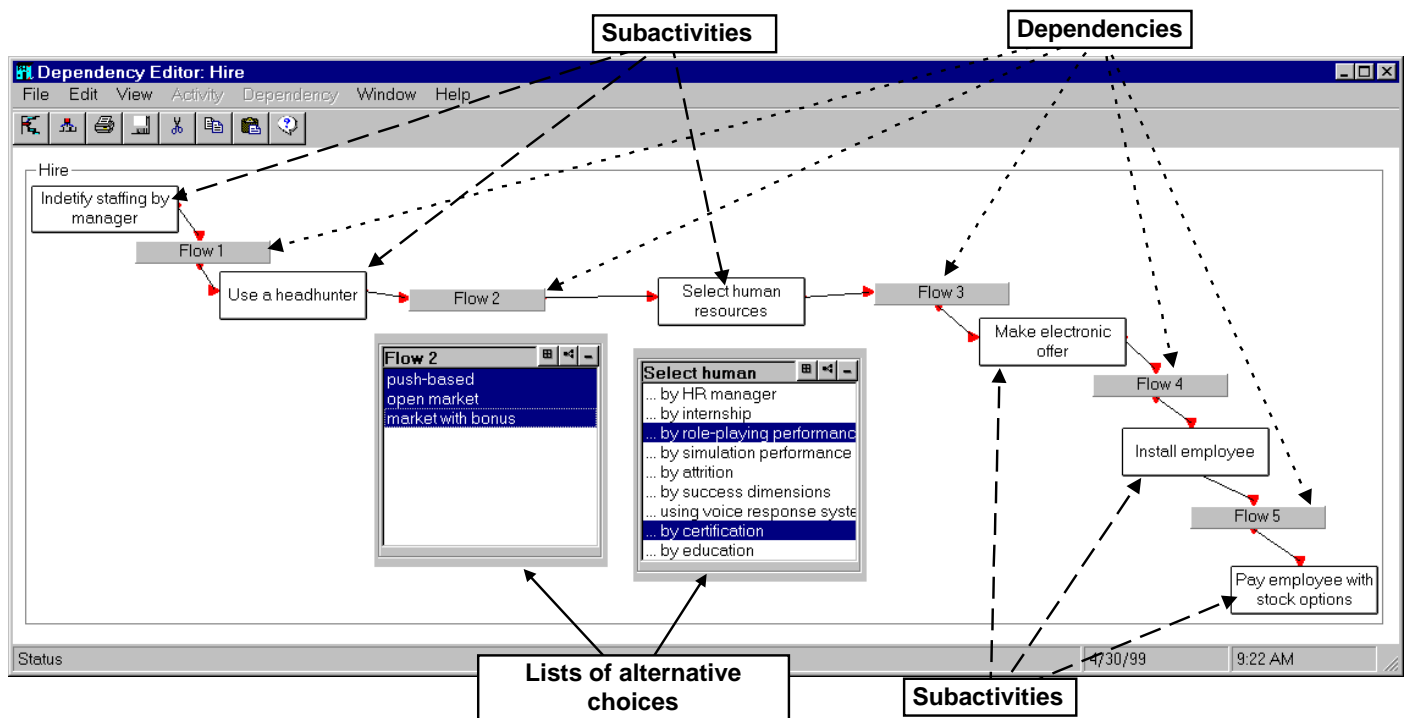 Subactivities
Dependencies
Dependency Editor: Hire
File Edit View Activity Dependency Window Help
Hire
Indetify staffing by
manager
Flow 1
Use a headhunter
Flow 2
Select human
resources
Flow 3
Make electronic
offer
Flow 4
Install employee
Flow 5
Pay employee with
stock options
Flow 2
push-based
open market
market with bonus
Select human
... by HR manager
... by internship
... by role-playing performanc
... by simulation performance
... by attrition
... by success dimensions
... using voice response syste
... by certification
... by education
Status
4/30/99
9:22 AM
Lists of alternative
choices
Subactivities